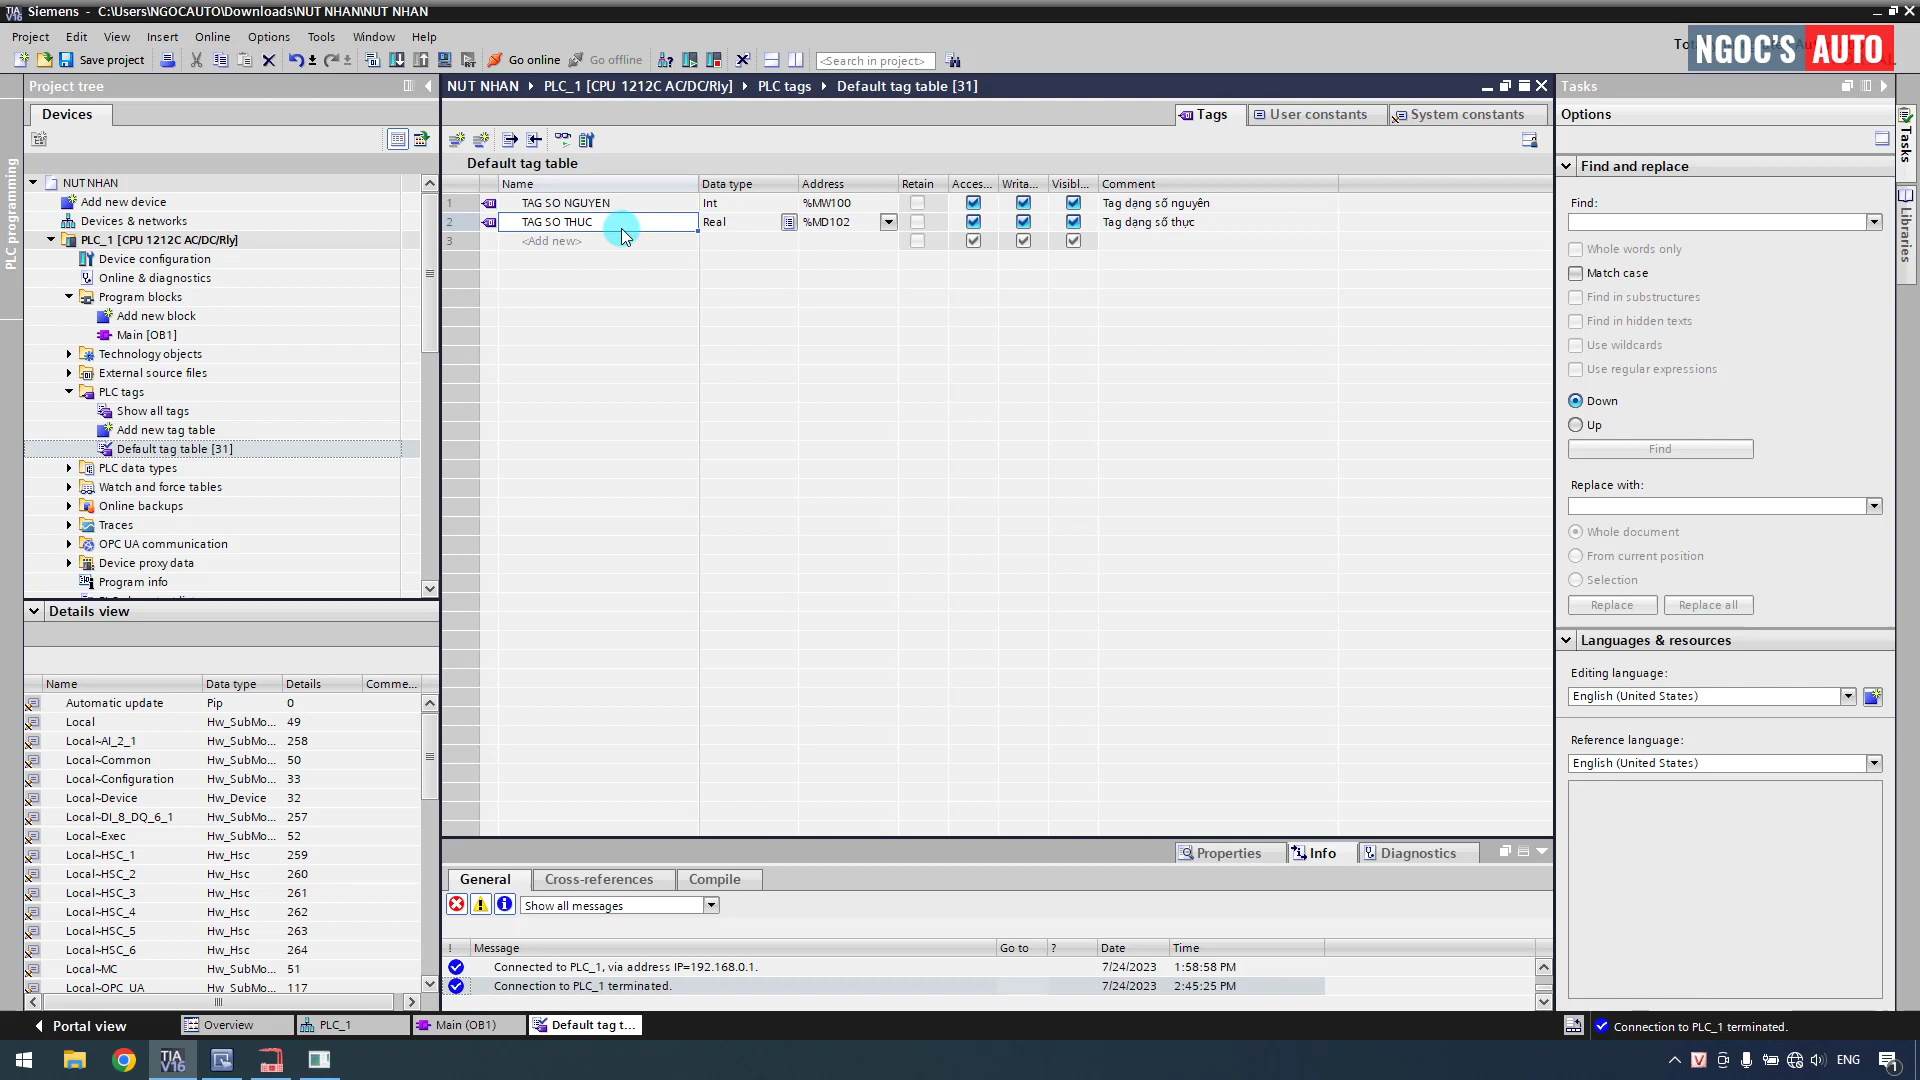 Siemens - C:\Users\NGOCAUTO\Downloads\NUT NHAN\NUT NHAN
Project Edit View Insert Online Options Tools Window Help
Save project Go online Go offline <Search in project>
NGOC'S AUTO
Project tree
NUT NHAN PLC_1 [CPU 1212C AC/DC/Rly] PLC tags Default tag table [31]
Tasks
Devices
Tags User constants System constants
Options
Default tag table
Name Data type Address Retain Acces... Writa... Visibl... Comment
1 TAG SO NGUYEN Int %MW100 Tag dạng số nguyên
2 TAG SO THUC Real %MD102 Tag dạng số thực
3 <Add new>
PLC programming
NUT NHAN
Add new device
Devices & networks
PLC_1 [CPU 1212C AC/DC/Rly]
Device configuration
Online & diagnostics
Program blocks
Add new block
Main [OB1]
Technology objects
External source files
PLC tags
Show all tags
Add new tag table
Default tag table [31]
PLC data types
Watch and force tables
Online backups
Traces
OPC UA communication
Device proxy data
Program info
Details view
Name Data type Details Comme...
Automatic update Pip 0
Local Hw_SubMo... 49
Local~AI_2_1 Hw_SubMo... 258
Local~Common Hw_SubMo... 50
Local~Configuration Hw_SubMo... 33
Local~Device Hw_Device 32
Local~DI_8_DQ_6_1 Hw_SubMo... 257
Local~Exec Hw_SubMo... 52
Local~HSC_1 Hw_Hsc 259
Local~HSC_2 Hw_Hsc 260
Local~HSC_3 Hw_Hsc 261
Local~HSC_4 Hw_Hsc 262
Local~HSC_5 Hw_Hsc 263
Local~HSC_6 Hw_Hsc 264
Local~MC Hw_SubMo... 51
Local~OPC_UA Hw_SubMo... 117
Find and replace
Find:
Whole words only
Match case
Find in substructures
Find in hidden texts
Use wildcards
Use regular expressions
Down
Up
Find
Replace with:
Whole document
From current position
Selection
Replace Replace all
Languages & resources
Editing language:
English (United States)
Reference language:
English (United States)
Tasks
Libraries
Properties Info Diagnostics
General Cross-references Compile
Show all messages
! Message Go to ? Date Time
Connected to PLC_1, via address IP=192.168.0.1. 7/24/2023 1:58:58 PM
Connection to PLC_1 terminated. 7/24/2023 2:45:25 PM
Portal view Overview PLC_1 Main (OB1) Default tag t...
Connection to PLC_1 terminated.
TIA V16
ENG
1